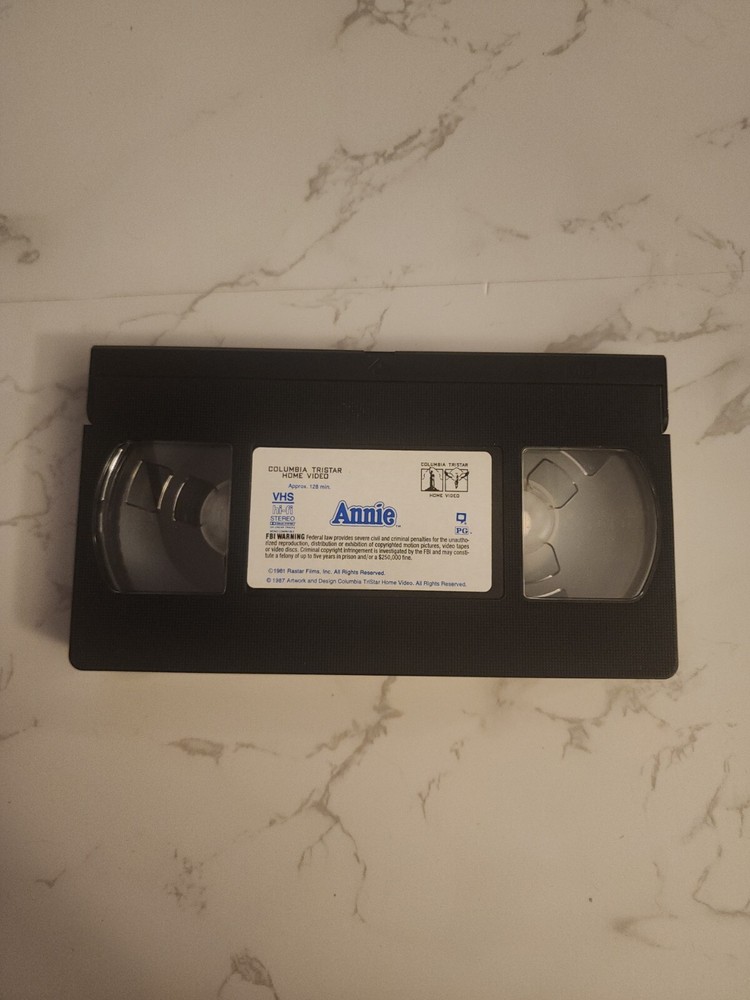 COLUMBIA TRISTAR
HOME VIDEO
COLUMBIA TRISTAR
HOME VIDEO
Approx. 128 min.
VHS
Hi-Fi
STEREO
Annie
TM
PG
FBI WARNING Federal law provides severe civil and criminal penalties for the unautho-
rized reproduction, distribution or exhibition of copyrighted motion pictures, video tapes
or video discs. Criminal copyright infringement is investigated by the FBI and may consti-
tute a felony of up to five years in prison and/or a $250,000 fine.
©1981 Rastar Films, Inc. All Rights Reserved.
© 1987 Artwork and Design Columbia TriStar Home Video. All Rights Reserved.